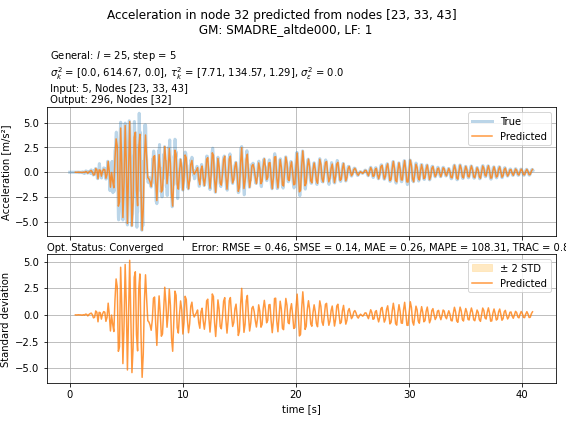 Acceleration in node 32 predicted from nodes [23, 33, 43]
GM: SMADRE_altde000, LF: 1
General: l = 25, step = 5
σ²ₖ = [0.0, 614.67, 0.0], τ²ₖ = [7.71, 134.57, 1.29], σ²ε = 0.0
Input: 5, Nodes [23, 33, 43]
Output: 296, Nodes [32]
Acceleration [m/s²]
5.0
2.5
0.0
−2.5
−5.0
True
Predicted
Opt. Status: Converged Error: RMSE = 0.46, SMSE = 0.14, MAE = 0.26, MAPE = 108.31, TRAC = 0.8
Standard deviation
5.0
2.5
0.0
−2.5
−5.0
± 2 STD
Predicted
0 10 20 30 40
time [s]